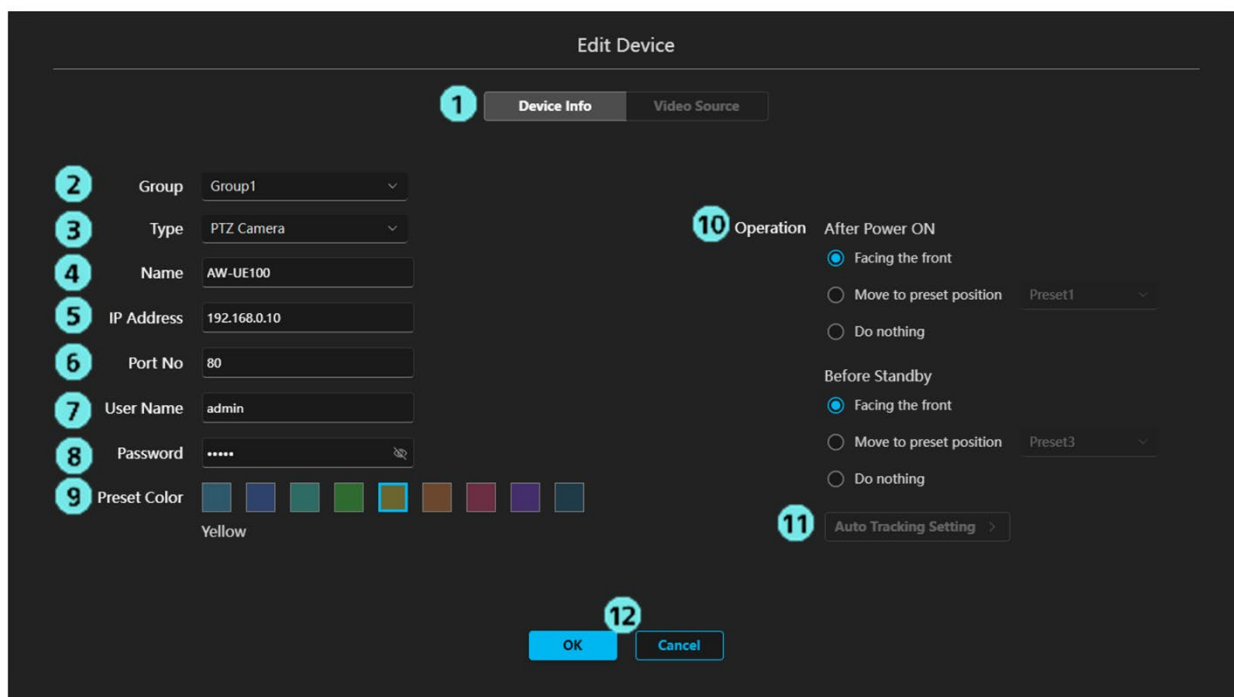 Edit Device
1 Device Info Video Source
2 Group Group1
3 Type PTZ Camera
4 Name AW-UE100
5 IP Address 192.168.0.10
6 Port No 80
7 User Name admin
8 Password •••••
9 Preset Color
Yellow
10 Operation After Power ON
Facing the front
Move to preset position Preset1
Do nothing
Before Standby
Facing the front
Move to preset position Preset3
Do nothing
11 Auto Tracking Setting >
12
OK Cancel